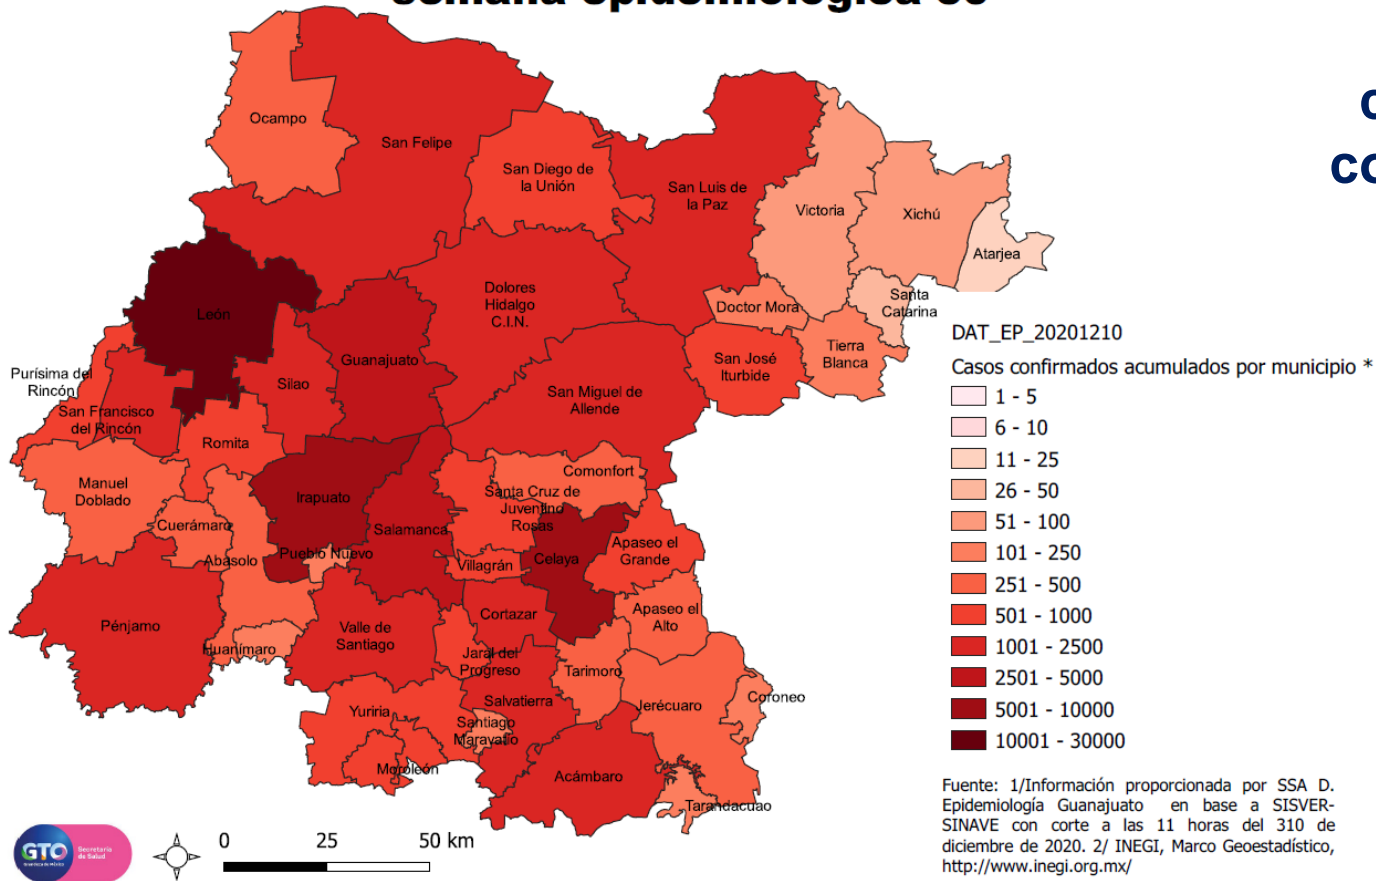 semana epidemiológica
Ocampo
San Felipe
San Diego de
la Unión
San Luis de
la Paz
Victoria
Xichú
Atarjea
León
Dolores
Hidalgo
C.I.N.
Doctor Mora
Santa
Catarina
Guanajuato
Tierra
Blanca
San José
Iturbide
Purísima del
Rincón
Silao
San Miguel de
Allende
San Francisco
del Rincón
Romita
Manuel
Doblado
Irapuato
Comonfort
Santa Cruz de
Juventino
Rosas
Cuerámaro
Salamanca
Abasolo
Pueblo Nuevo
Villagrán
Celaya
Apaseo el
Grande
Pénjamo
Valle de
Santiago
Cortazar
Apaseo el
Alto
Huanímaro
Jaral del
Progreso
Tarimoro
Salvatierra
Jerécuaro
Coroneo
Yuriria
Santiago
Maravatío
Moroleón
Acámbaro
Tarandacuao
DAT_EP_20201210
Casos confirmados acumulados por municipio *
1 - 5
6 - 10
11 - 25
26 - 50
51 - 100
101 - 250
251 - 500
501 - 1000
1001 - 2500
2501 - 5000
5001 - 10000
10001 - 30000
Fuente: 1/Información proporcionada por SSA D.
Epidemiología Guanajuato en base a SISVER-
SINAVE con corte a las 11 horas del 310 de
diciembre de 2020. 2/ INEGI, Marco Geoestadístico,
http://www.inegi.org.mx/
0 25 50 km
GTO
Secretaría
de Salud